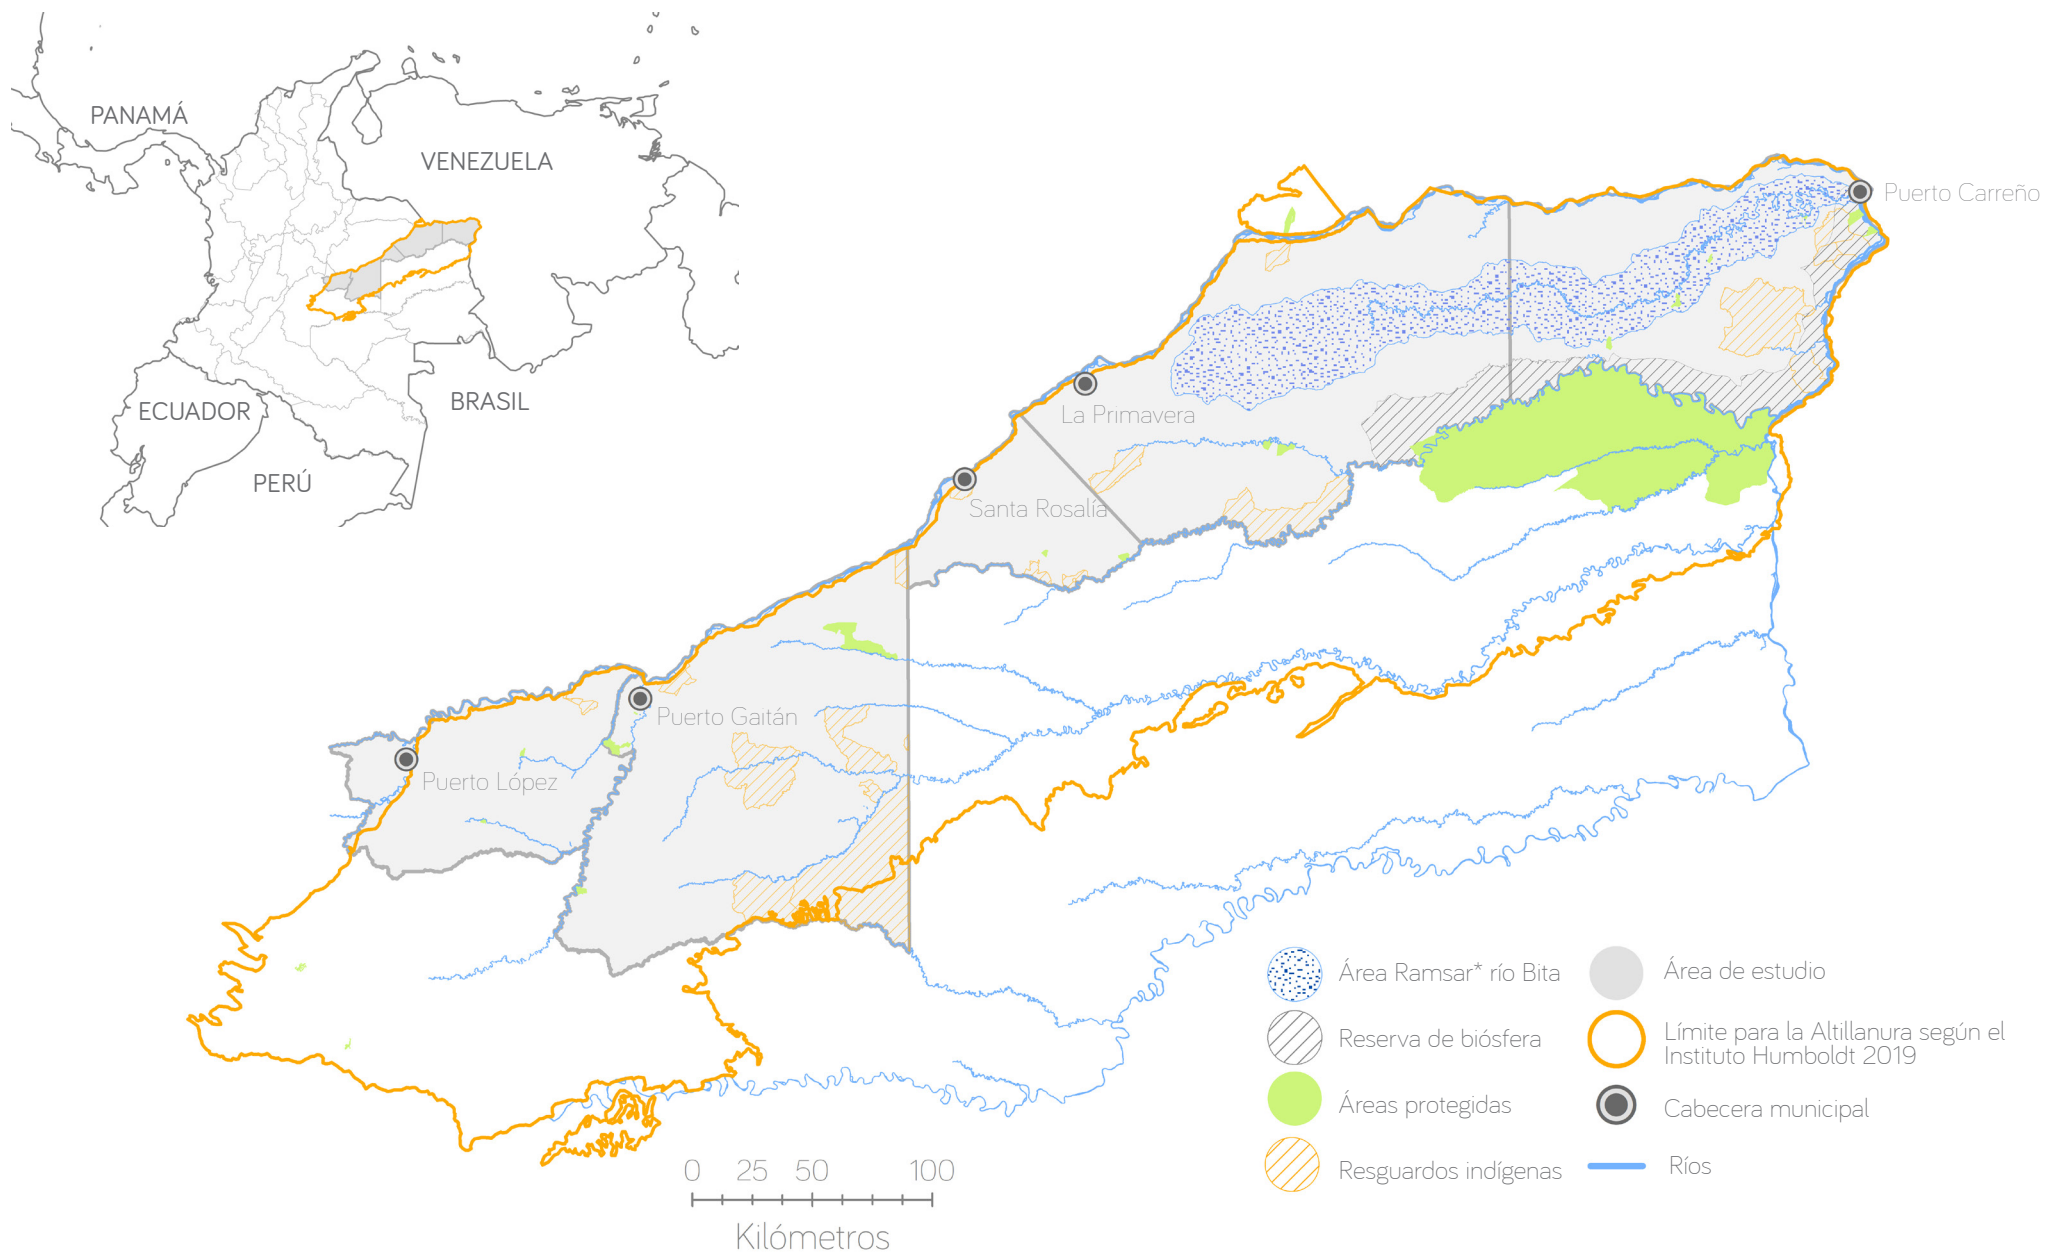 PANAMÁ
VENEZUELA
ECUADOR
BRASIL
PERÚ
Puerto Carreño
La Primavera
Santa Rosalía
Puerto Gaitán
Puerto López
Área Ramsar* río Bita
Reserva de biósfera
Áreas protegidas
Resguardos indígenas
Área de estudio
Límite para la Altillanura según el
Instituto Humboldt 2019
Cabecera municipal
Ríos
0 25 50 100
Kilómetros